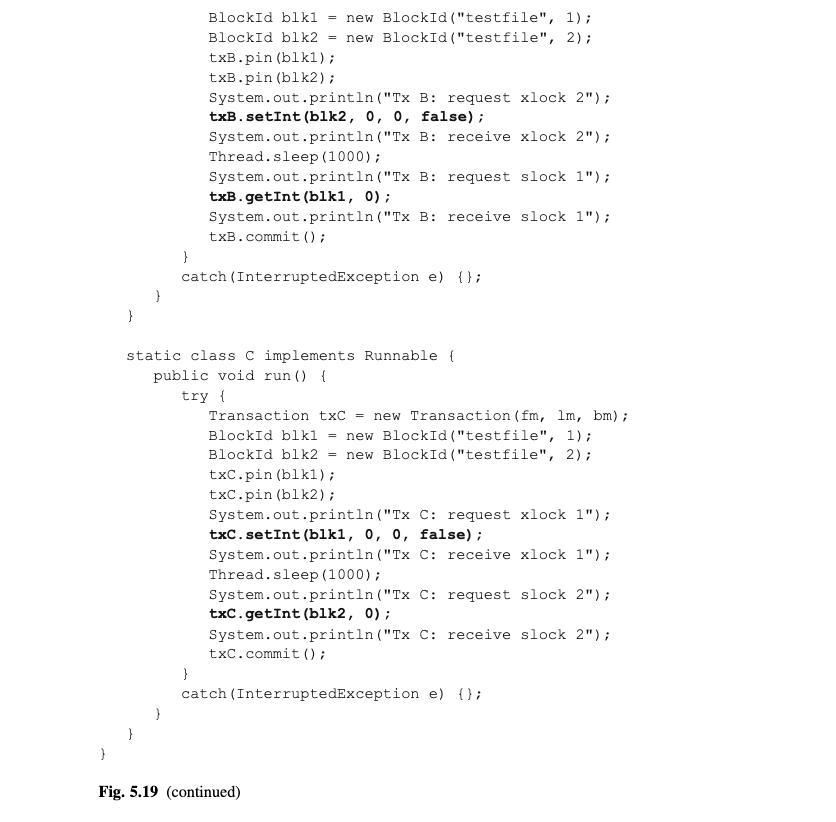 BlockId blk1 = new BlockId("testfile", 1);
BlockId blk2 = new BlockId("testfile", 2);
txB.pin(blk1);
txB.pin(blk2);
System.out.println("Tx B: request xlock 2");
txB.setInt(blk2, 0, 0, false);
System.out.println("Tx B: receive xlock 2");
Thread.sleep(1000);
System.out.println("Tx B: request slock 1");
txB.getInt(blk1, 0);
System.out.println("Tx B: receive slock 1");
txB.commit();
}
catch(InterruptedException e) {};
}
}
static class C implements Runnable {
public void run() {
try {
Transaction txC = new Transaction(fm, lm, bm);
BlockId blk1 = new BlockId("testfile", 1);
BlockId blk2 = new BlockId("testfile", 2);
txC.pin(blk1);
txC.pin(blk2);
System.out.println("Tx C: request xlock 1");
txC.setInt(blk1, 0, 0, false);
System.out.println("Tx C: receive xlock 1");
Thread.sleep(1000);
System.out.println("Tx C: request slock 2");
txC.getInt(blk2, 0);
System.out.println("Tx C: receive slock 2");
txC.commit();
}
catch(InterruptedException e) {};
}
}
}
Fig. 5.19 (continued)